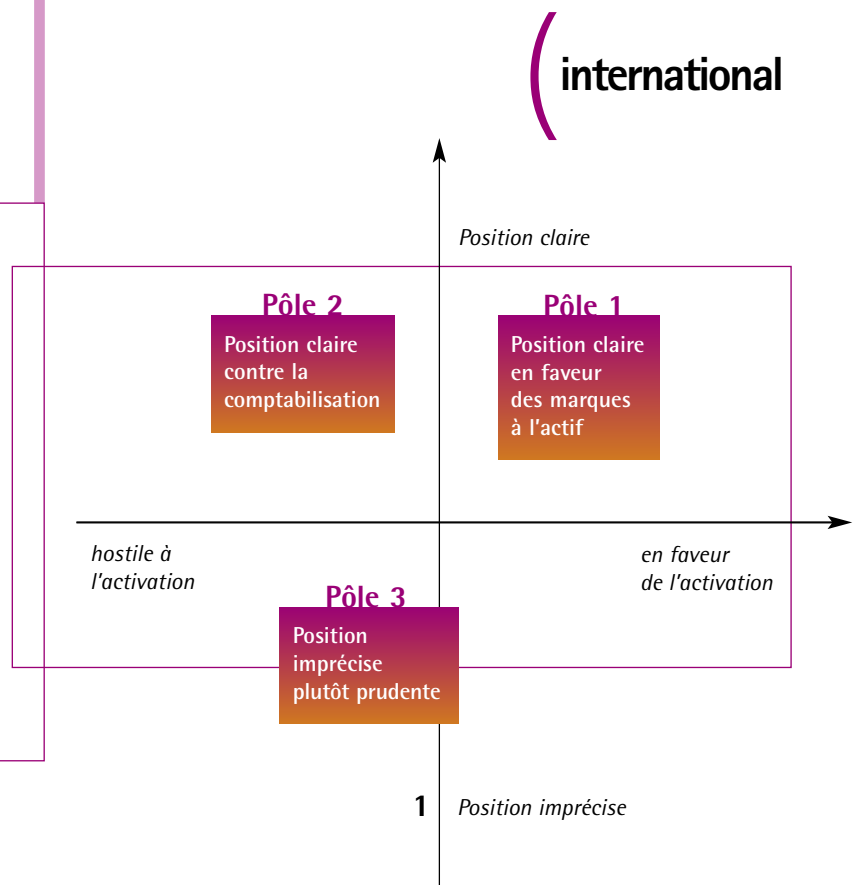 international
Position claire
Pôle 2
Position claire
contre la
comptabilisation
Pôle 1
Position claire
en faveur
des marques
à l'actif
hostile à
l'activation
en faveur
de l'activation
Pôle 3
Position
imprécise
plutôt prudente
1 Position imprécise